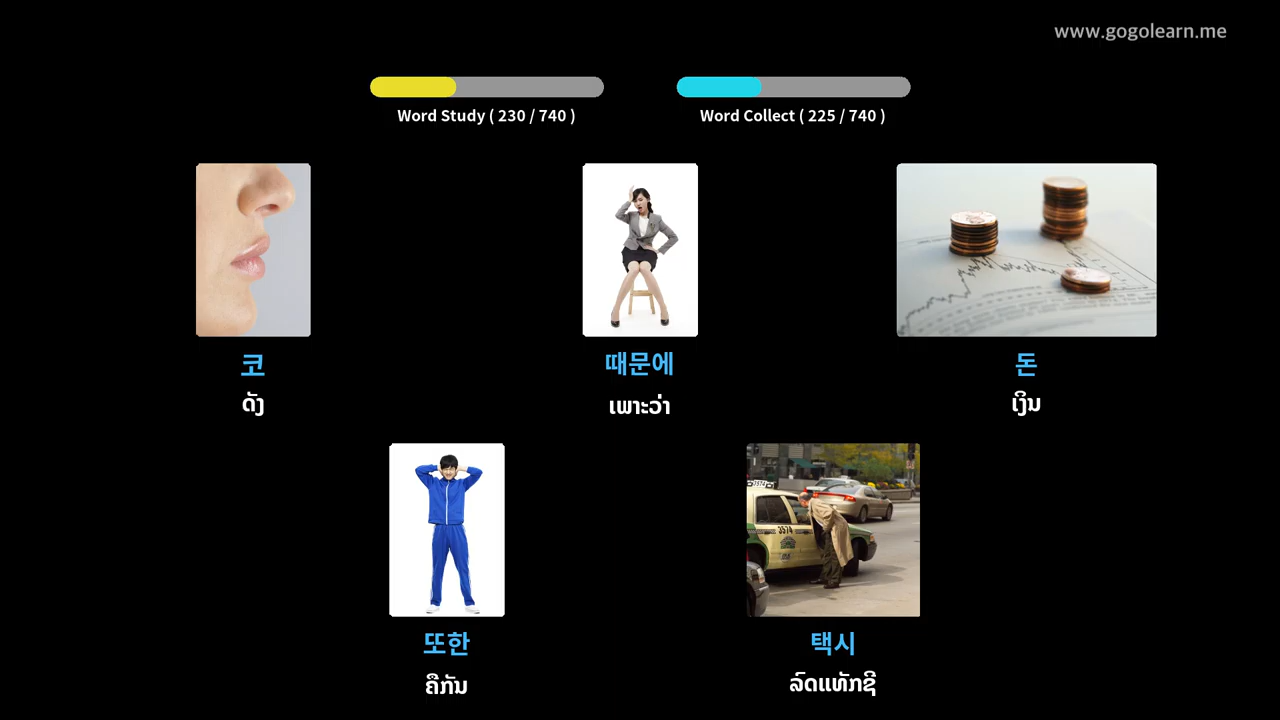 www.gogolearn.me
Word Study ( 230 / 740 )
Word Collect ( 225 / 740 )
코
ດັງ
때문에
ເພາະວ່າ
돈
ເງິນ
또한
ຄືກັນ
택시
ລົດແທັກຊີ
3574
3574